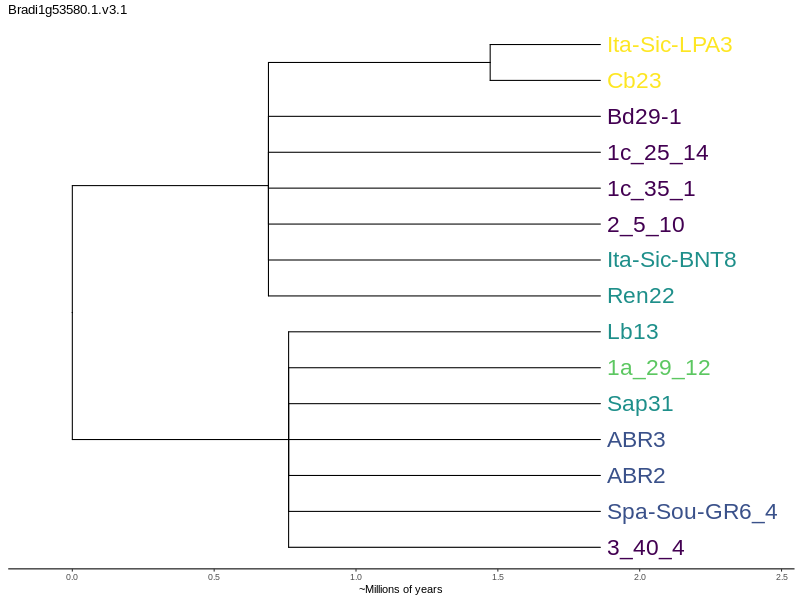 Bradi1g53580.1.v3.1
Ita-Sic-LPA3
Cb23
Bd29-1
1c_25_14
1c_35_1
2_5_10
Ita-Sic-BNT8
Ren22
Lb13
1a_29_12
Sap31
ABR3
ABR2
Spa-Sou-GR6_4
3_40_4
0.0 0.5 1.0 1.5 2.0 2.5
~Millions of years